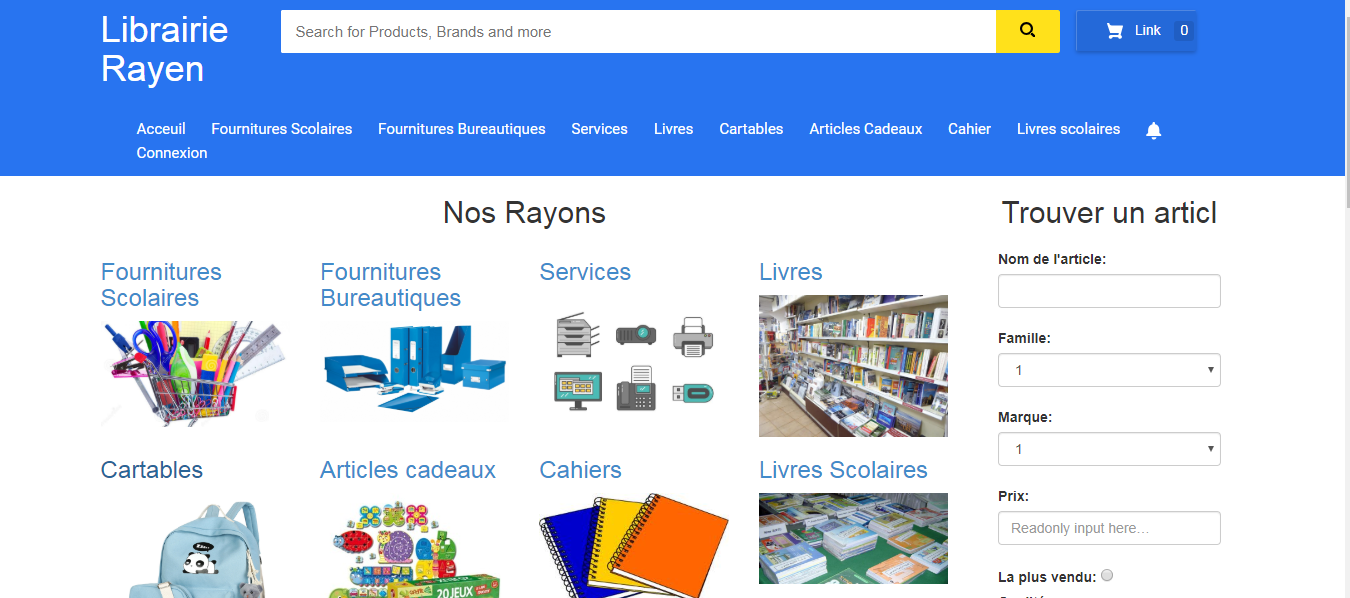 Librairie
Rayen
Search for Products, Brands and more
Link 0
Acceuil Fournitures Scolaires Fournitures Bureautiques Services Livres Cartables Articles Cadeaux Cahier Livres scolaires
Connexion
Nos Rayons
Fournitures
Scolaires
Fournitures
Bureautiques
Services
Livres
Cartables
Articles cadeaux
20 JEUX
Cahiers
Livres Scolaires
Trouver un articl
Nom de l'article:
Famille:
1
Marque:
1
Prix:
Readonly input here…
La plus vendu: